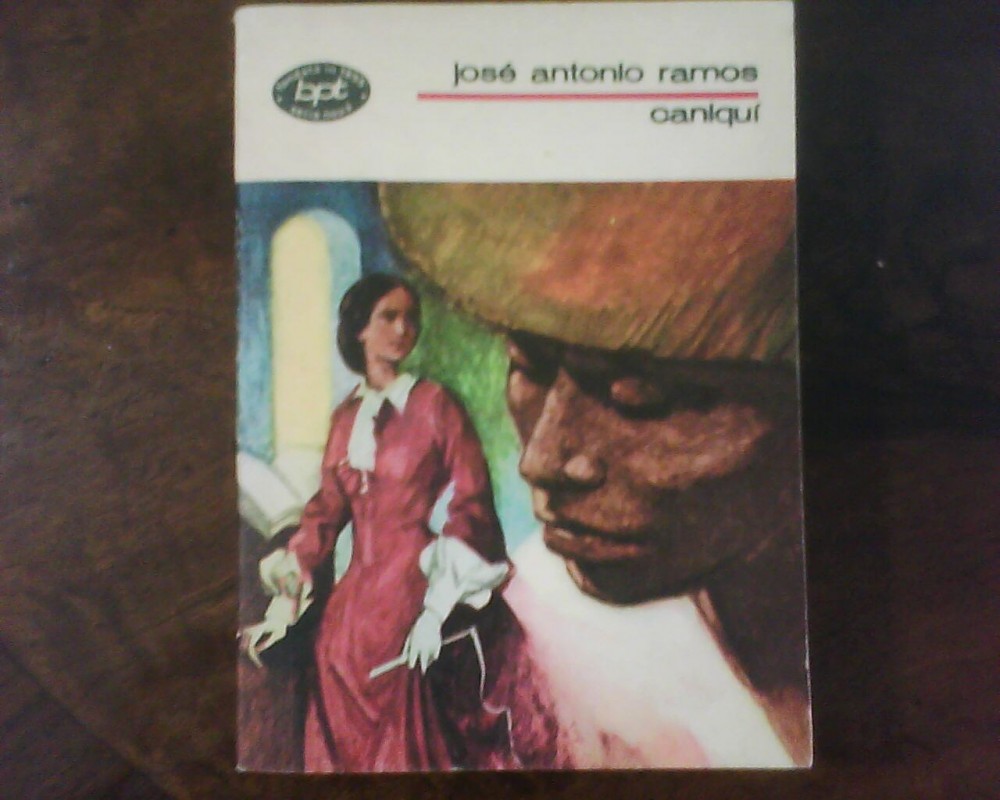 bpt
josé antonio ramos
caniquí